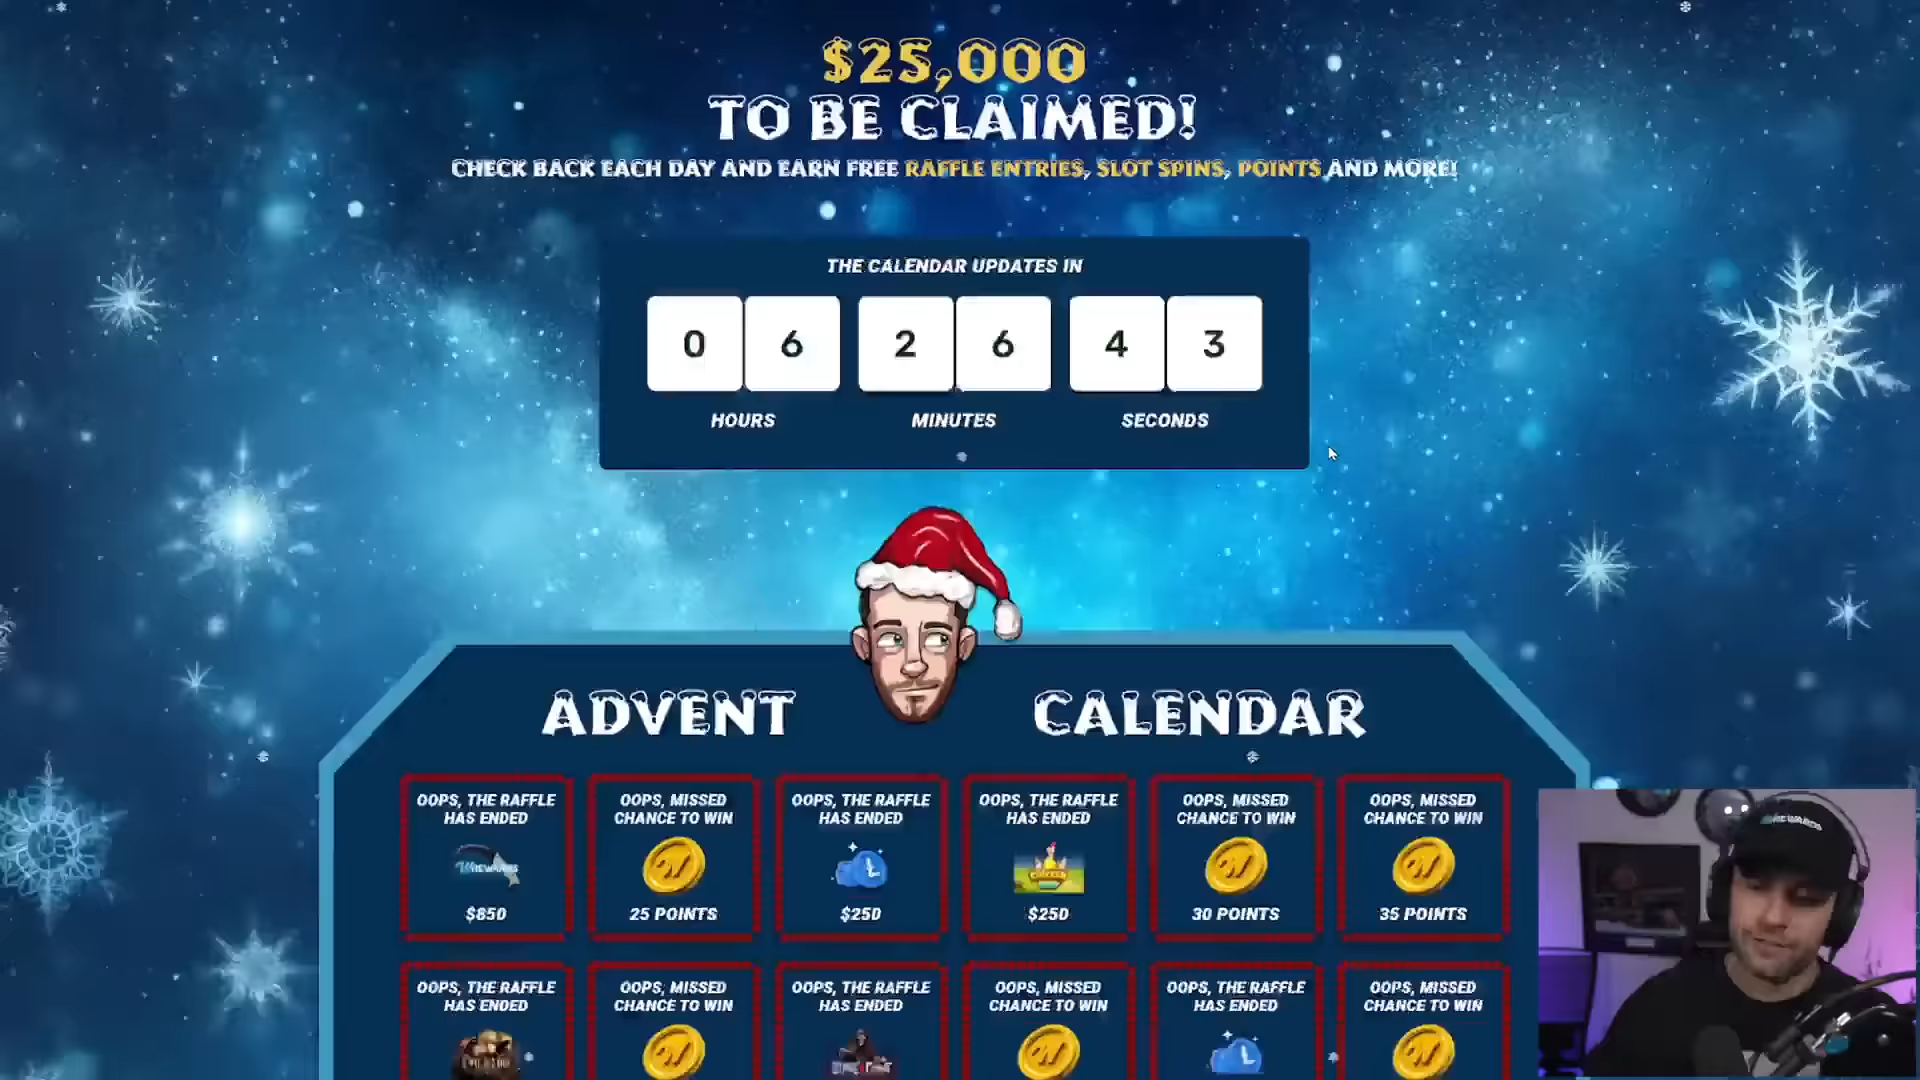 $25,000
TO BE CLAIMED!
CHECK BACK EACH DAY AND EARN FREE RAFFLE ENTRIES, SLOT SPINS, POINTS AND MORE!
THE CALENDAR UPDATES IN
0 6 2 6 4 3
HOURS MINUTES SECONDS
ADVENT CALENDAR
OOPS, THE RAFFLE
HAS ENDED
$850
OOPS, MISSED
CHANCE TO WIN
25 POINTS
OOPS, THE RAFFLE
HAS ENDED
$250
OOPS, THE RAFFLE
HAS ENDED
$250
OOPS, MISSED
CHANCE TO WIN
30 POINTS
OOPS, MISSED
CHANCE TO WIN
35 POINTS
OOPS, THE RAFFLE
HAS ENDED
OOPS, MISSED
CHANCE TO WIN
OOPS, THE RAFFLE
HAS ENDED
OOPS, MISSED
CHANCE TO WIN
OOPS, THE RAFFLE
HAS ENDED
OOPS, MISSED
CHANCE TO WIN